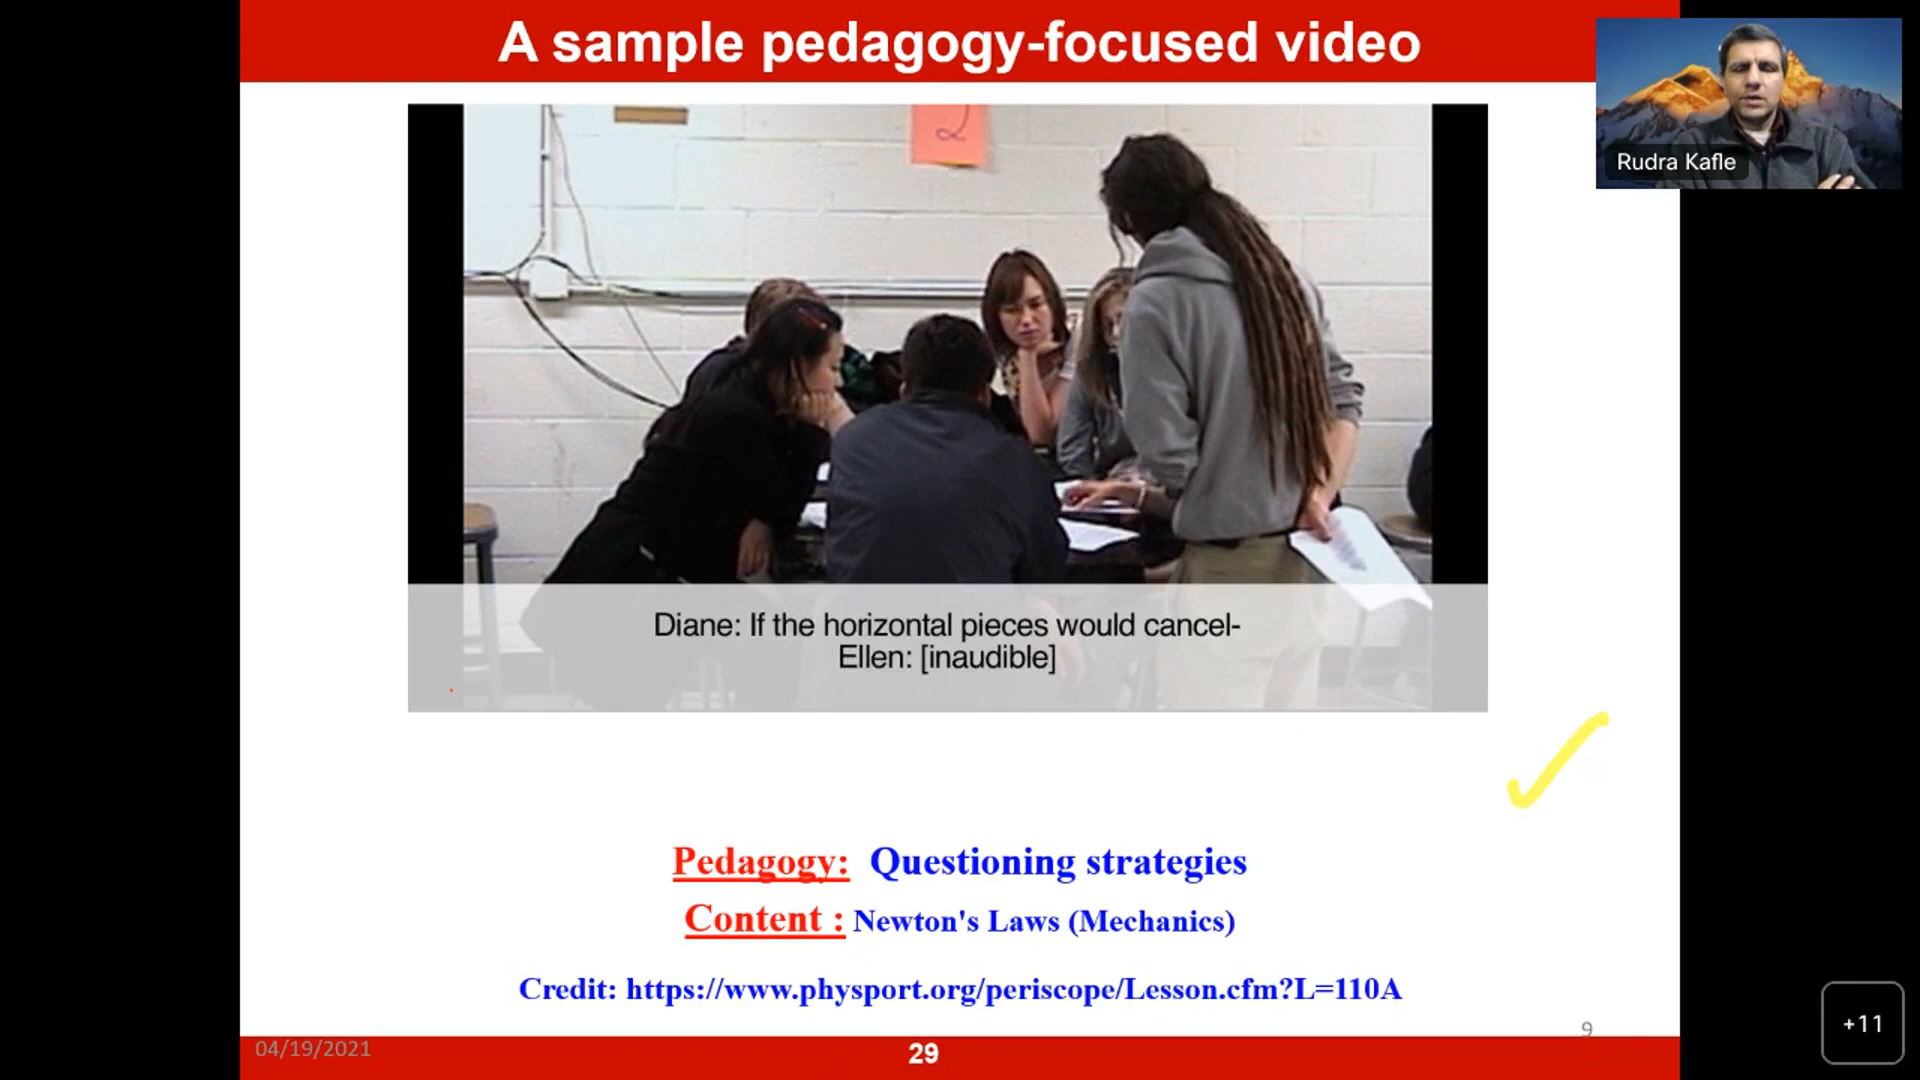 A sample pedagogy-focused video
Rudra Kafle
2
Diane: If the horizontal pieces would cancel-
Ellen: [inaudible]
Pedagogy: Questioning strategies
Content : Newton's Laws (Mechanics)
Credit: https://www.physport.org/periscope/Lesson.cfm?L=110A
9
+11
04/19/2021
29